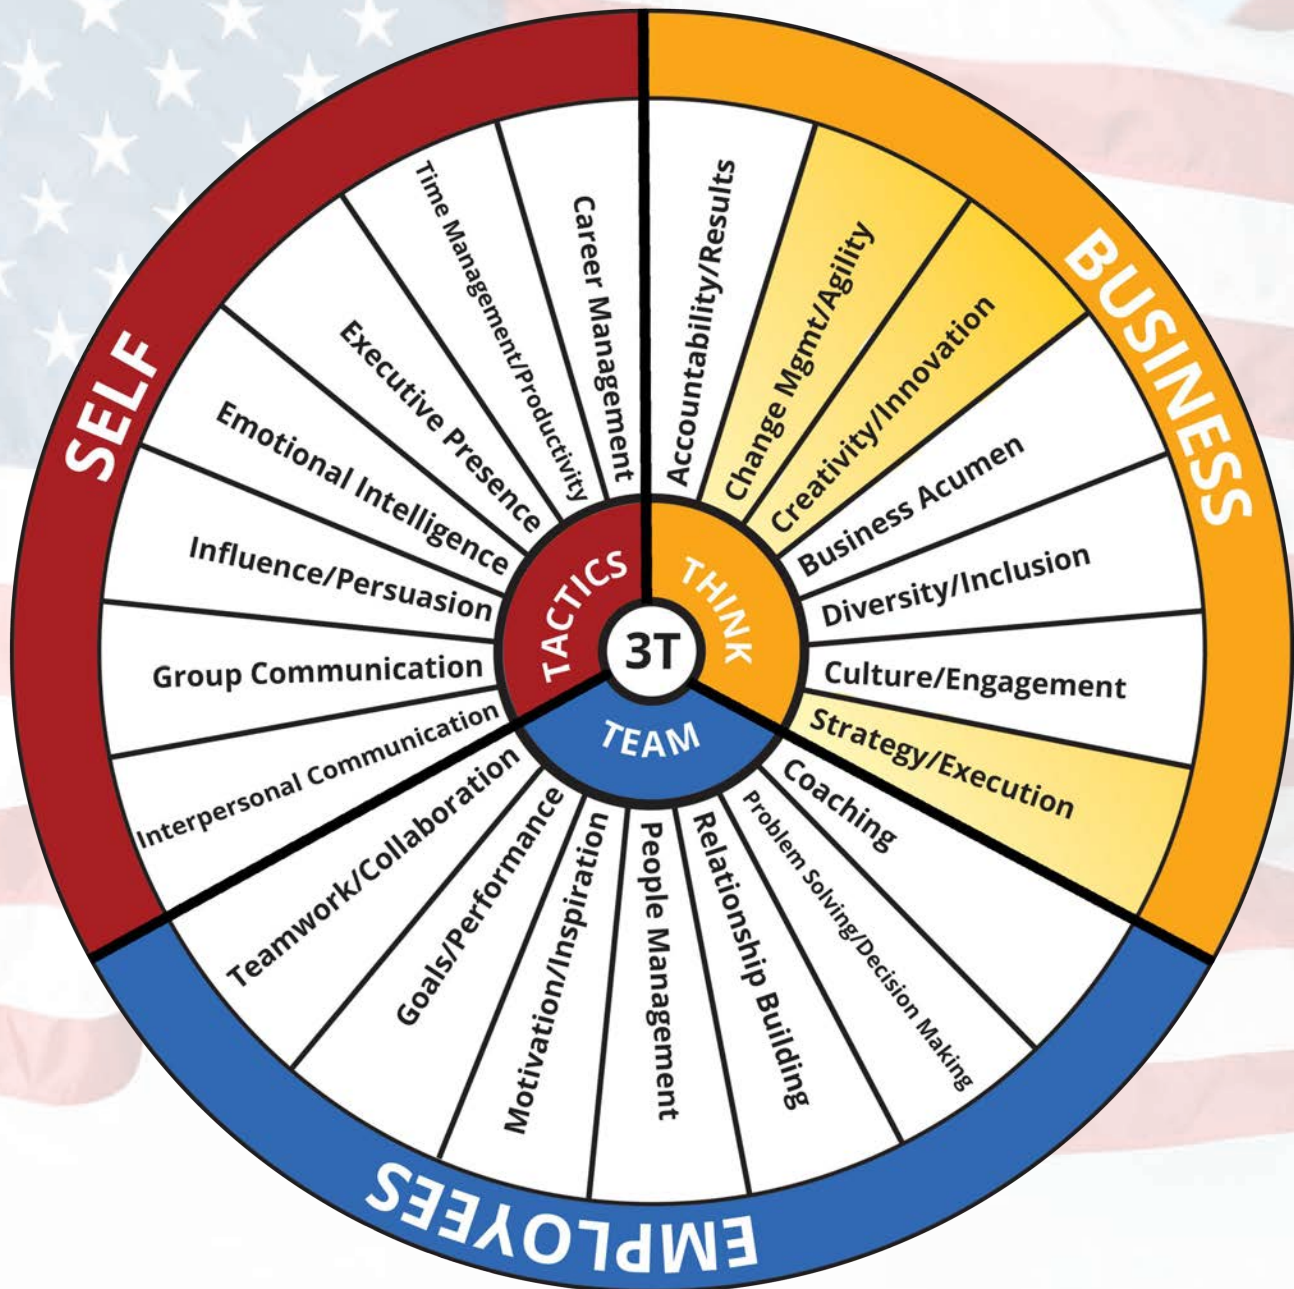 3T
THINK
BUSINESS
Accountability/Results
Change Mgmt/Agility
Creativity/Innovation
Business Acumen
Diversity/Inclusion
Culture/Engagement
Strategy/Execution
TEAM
EMPLOYEES
Coaching
Problem Solving/Decision Making
Relationship Building
People Management
Motivation/Inspiration
Goals/Performance
Teamwork/Collaboration
TACTICS
SELF
Interpersonal Communication
Group Communication
Influence/Persuasion
Emotional Intelligence
Executive Presence
Time Management/Productivity
Career Management